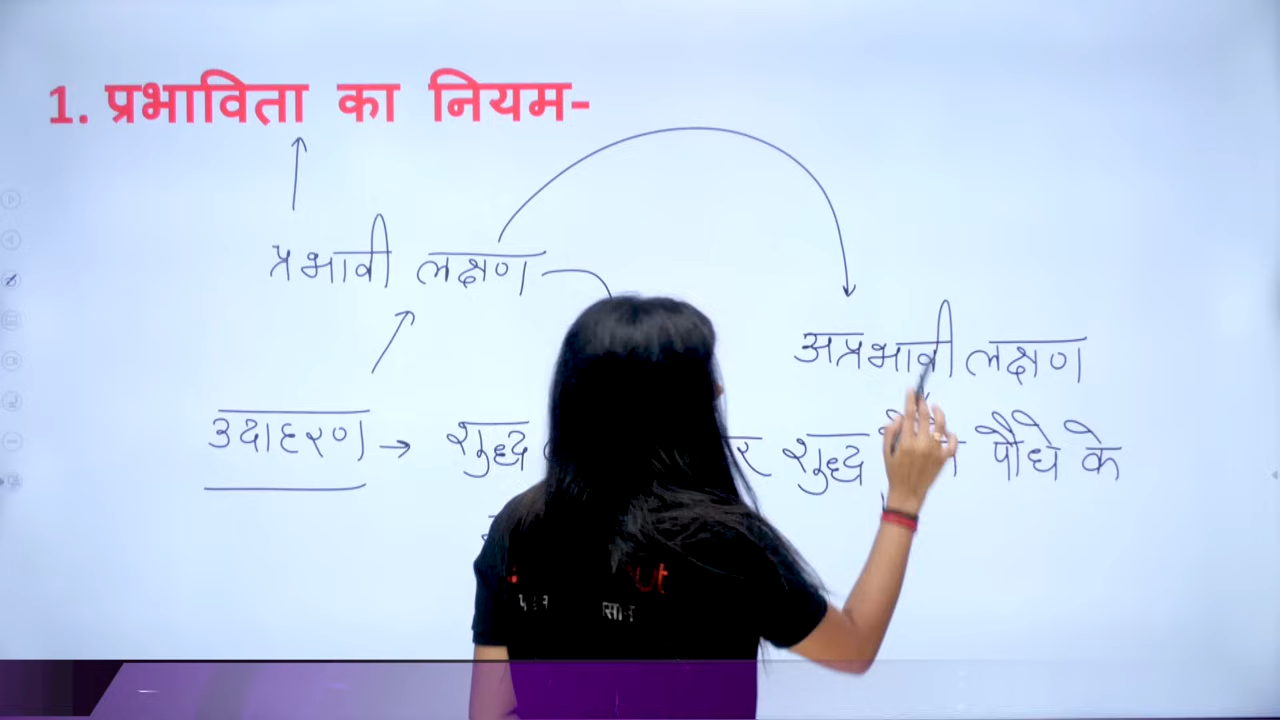 1. प्रभाविता का नियम-
प्रभावी लक्षण
अप्रभावी लक्षण
उदाहरण → शुद्ध शुद्ध पौधे के